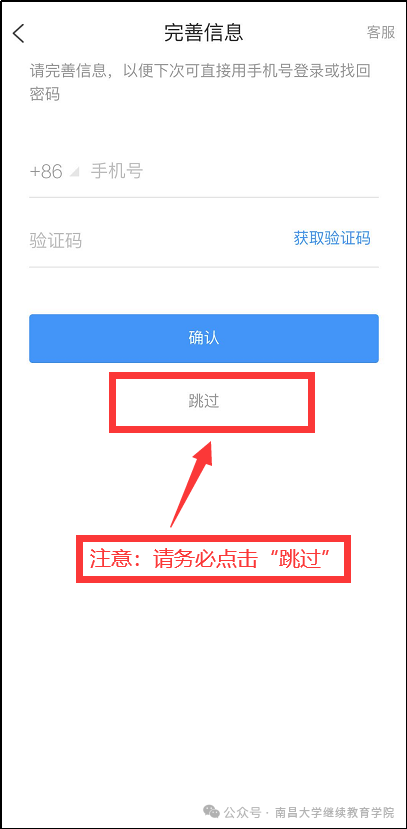 完善信息
客服
请完善信息，以便下次可直接用手机号登录或找回
密码
+86 手机号
验证码 获取验证码
确认
跳过
注意：请务必点击“跳过”
公众号 · 南昌大学继续教育学院